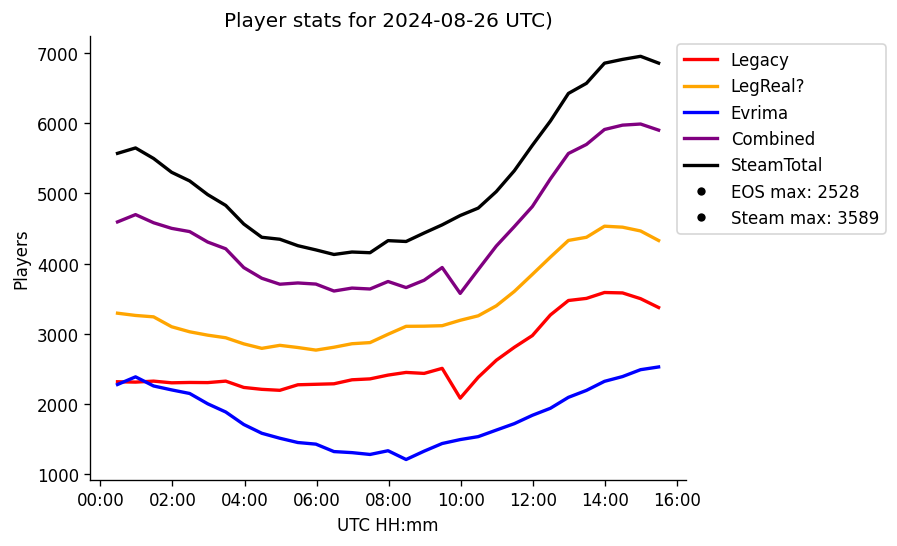 Player stats for 2024-08-26 UTC)
7000
6000
5000
4000
3000
2000
1000
Players
00:00 02:00 04:00 06:00 08:00 10:00 12:00 14:00 16:00
UTC HH:mm
Legacy
LegReal?
Evrima
Combined
SteamTotal
EOS max: 2528
Steam max: 3589